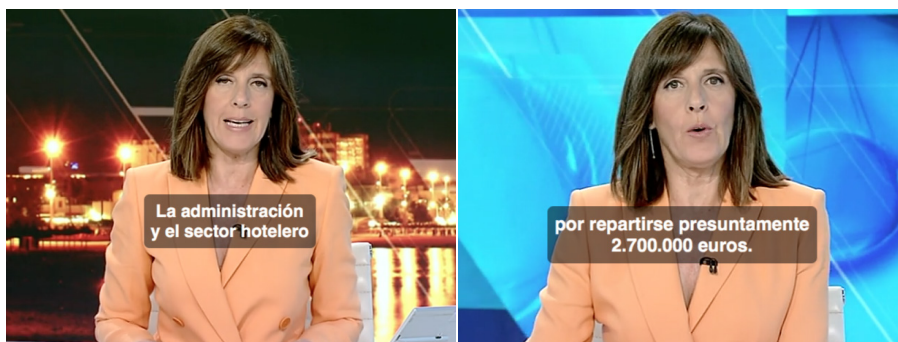 La administración
y el sector hotelero
por repartirse presuntamente
2.700.000 euros.